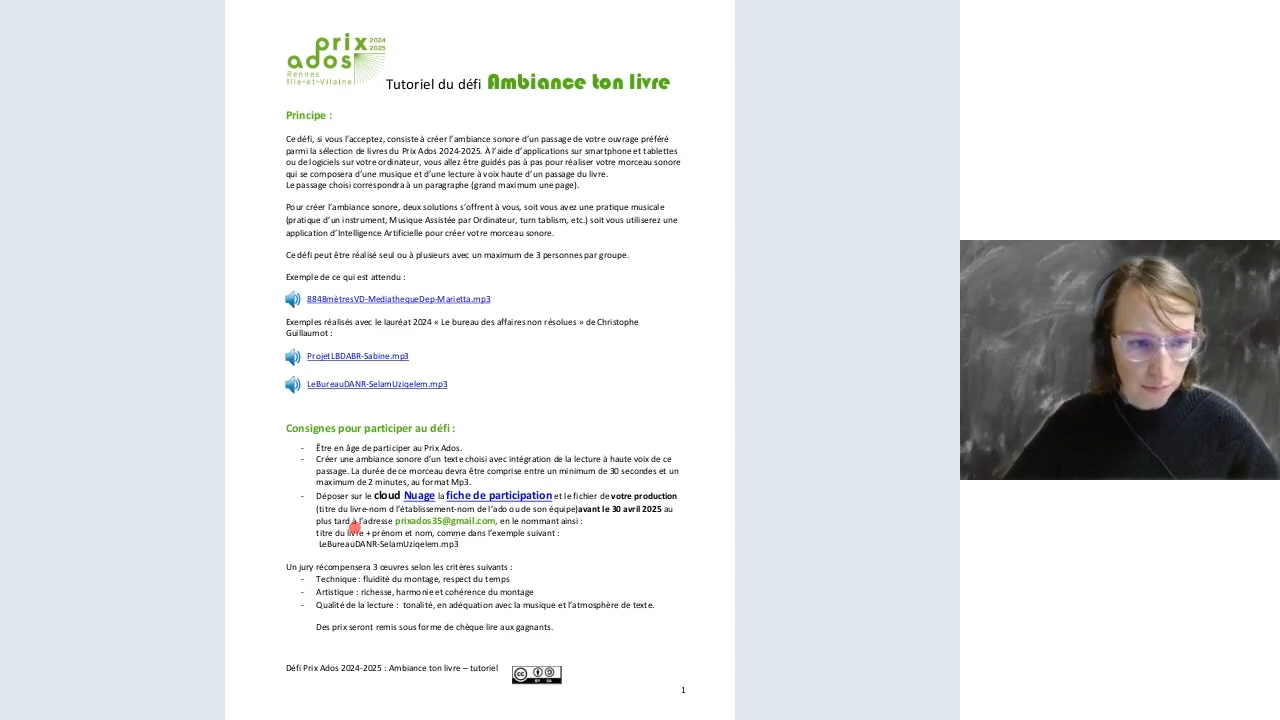 prix 2024
ados 2025
Rennes
Ille-et-Vilaine
Tutoriel du défi Ambiance ton livre
Principe :
Ce défi, si vous l'acceptez, consiste à créer l'ambiance sonore d'un passage de votre ouvrage préféré
parmi la sélection de livres du Prix Ados 2024-2025. À l'aide d'applications sur smartphone et tablettes
ou de logiciels sur votre ordinateur, vous allez être guidés pas à pas pour réaliser votre morceau sonore
qui se composera d'une musique et d'une lecture à voix haute d'un passage du livre.
Le passage choisi correspondra à un paragraphe (grand maximum une page).
Pour créer l'ambiance sonore, deux solutions s'offrent à vous, soit vous avez une pratique musicale
(pratique d'un instrument, Musique Assistée par Ordinateur, turn tablism, etc.) soit vous utiliserez une
application d'Intelligence Artificielle pour créer votre morceau sonore.
Ce défi peut être réalisé seul ou à plusieurs avec un maximum de 3 personnes par groupe.
Exemple de ce qui est attendu :
8848mètresVD-MediathequeDep-Marietta.mp3
Exemples réalisés avec le lauréat 2024 « Le bureau des affaires non résolues » de Christophe
Guillaumot :
ProjetLBDABR-Sabine.mp3
LeBureauDANR-SelamUziqelem.mp3
Consignes pour participer au défi :
- Être en âge de participer au Prix Ados.
- Créer une ambiance sonore d'un texte choisi avec intégration de la lecture à haute voix de ce
passage. La durée de ce morceau devra être comprise entre un minimum de 30 secondes et un
maximum de 2 minutes, au format Mp3.
- Déposer sur le cloud Nuage la fiche de participation et le fichier de votre production
(titre du livre-nom d l'établissement-nom de l'ado ou de son équipe)avant le 30 avril 2025 au
plus tard à l'adresse prixados35@gmail.com, en le nommant ainsi :
titre du livre + prénom et nom, comme dans l'exemple suivant :
LeBureauDANR-SelamUziqelem.mp3
Un jury récompensera 3 œuvres selon les critères suivants :
- Technique : fluidité du montage, respect du temps
- Artistique : richesse, harmonie et cohérence du montage
- Qualité de la lecture : tonalité, en adéquation avec la musique et l'atmosphère de texte.
Des prix seront remis sous forme de chèque lire aux gagnants.
Défi Prix Ados 2024-2025 : Ambiance ton livre – tutoriel
CC
1